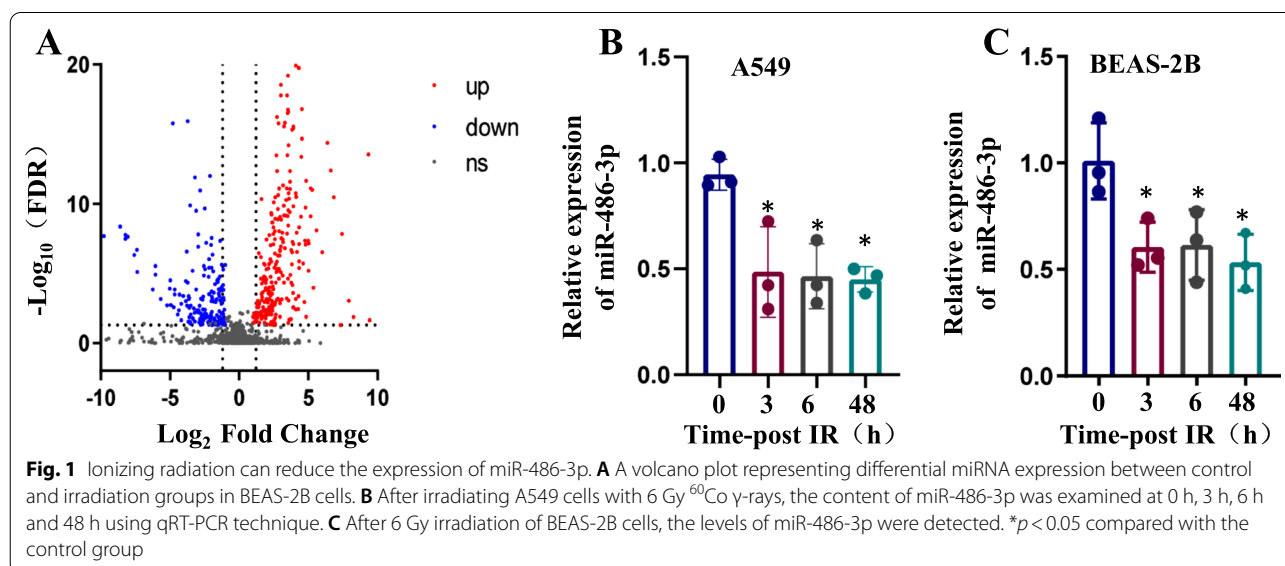 A
20
10
0
-Log10 (FDR)
-10
-5
0
5
10
Log2 Fold Change
up
down
ns
B
A549
1.5
1.0
0.5
0.0
Relative expression
of miR-486-3p
*
*
*
0
3
6
48
Time-post IR (h)
C
BEAS-2B
1.5
1.0
0.5
0.0
Relative expression
of miR-486-3p
*
*
*
0
3
6
48
Time-post IR (h)
Fig. 1 Ionizing radiation can reduce the expression of miR-486-3p. A A volcano plot representing differential miRNA expression between control
and irradiation groups in BEAS-2B cells. B After irradiating A549 cells with 6 Gy 60Co γ-rays, the content of miR-486-3p was examined at 0 h, 3 h, 6 h
and 48 h using qRT-PCR technique. C After 6 Gy irradiation of BEAS-2B cells, the levels of miR-486-3p were detected. *p < 0.05 compared with the
control group